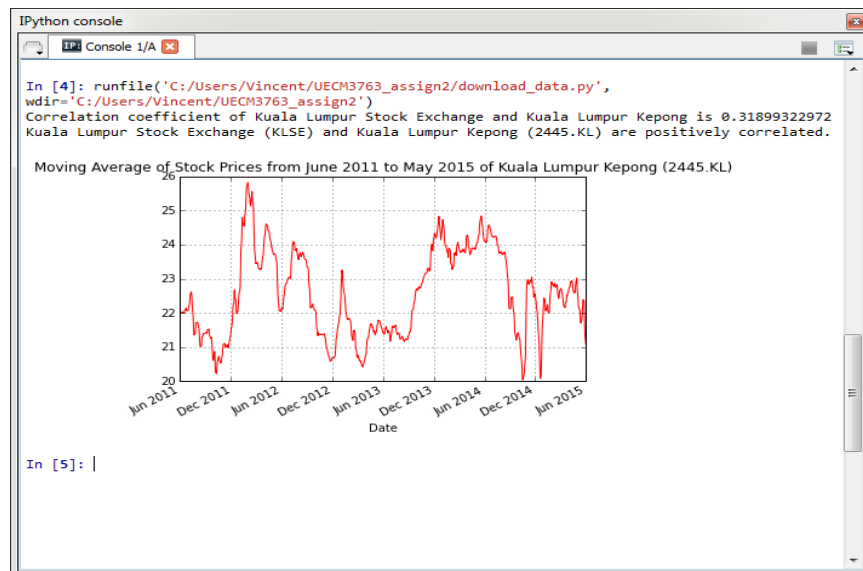 IPython console
IP: Console 1/A
In [4]: runfile('C:/Users/Vincent/UECM3763_assign2/download_data.py',
wdir='C:/Users/Vincent/UECM3763_assign2')
Correlation coefficient of Kuala Lumpur Stock Exchange and Kuala Lumpur Kepong is 0.31899322972
Kuala Lumpur Stock Exchange (KLSE) and Kuala Lumpur Kepong (2445.KL) are positively correlated.
Moving Average of Stock Prices from June 2011 to May 2015 of Kuala Lumpur Kepong (2445.KL)
26
25
24
23
22
21
20
Jun 2011
Dec 2011
Jun 2012
Dec 2012
Jun 2013
Dec 2013
Jun 2014
Dec 2014
Jun 2015
Date
In [5]: